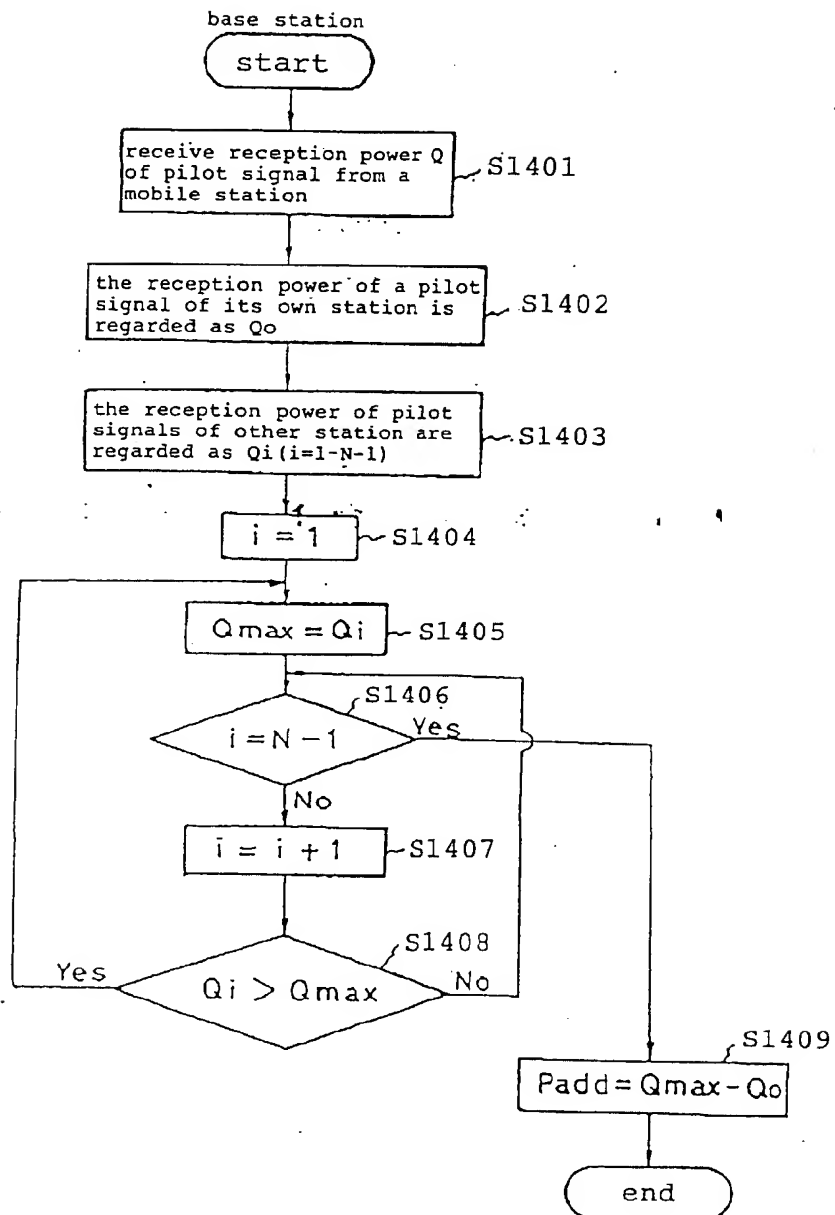 base station
start
receive reception power Q
of pilot signal from a
mobile station
S1401
the reception power of a pilot
signal of its own station is
regarded as Qo
S1402
the reception power of pilot
signals of other station are
regarded as Qi(i=1-N-1)
S1403
i = 1
S1404
Qmax = Qi
S1405
S1406
i = N - 1
Yes
No
i = i + 1
S1407
S1408
Yes
Qi > Qmax
No
S1409
Padd = Qmax - Qo
end